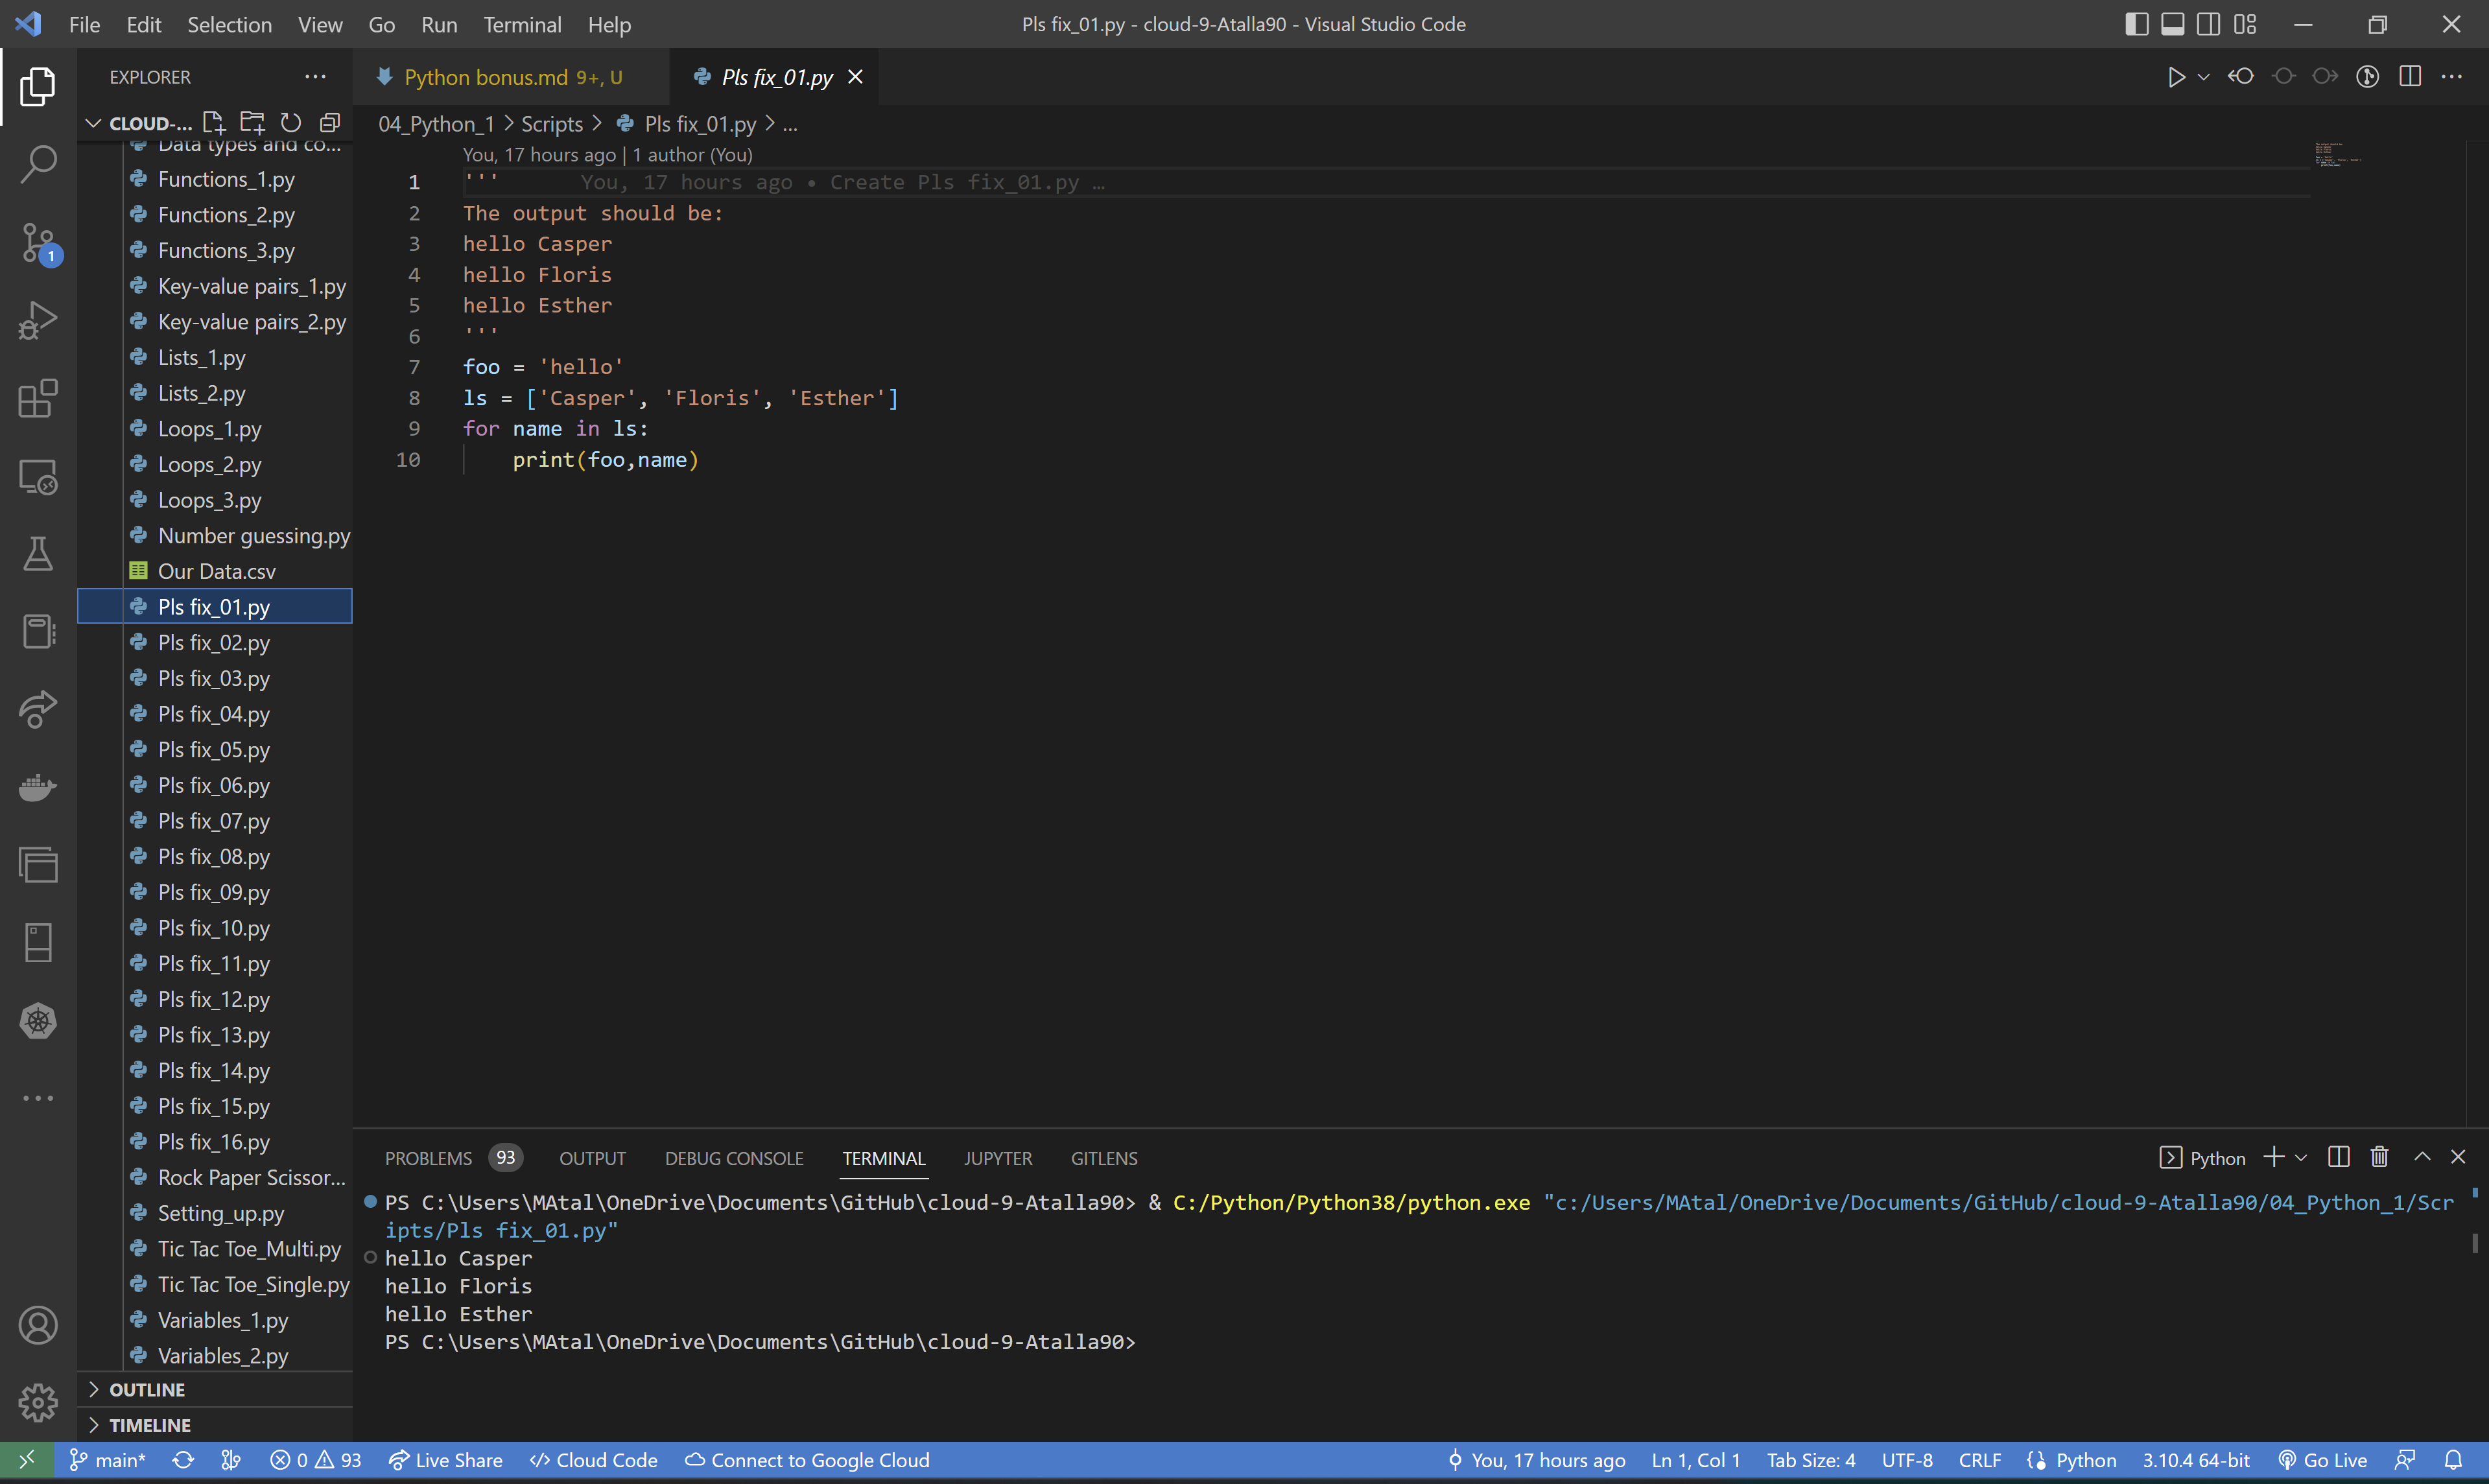 File Edit Selection View Go Run Terminal Help
Pls fix_01.py - cloud-9-Atalla90 - Visual Studio Code
EXPLORER
Python bonus.md 9+, U
Pls fix_01.py
CLOUD-...
04_Python_1 > Scripts > Pls fix_01.py > ...
Data types and co...
Functions_1.py
Functions_2.py
Functions_3.py
Key-value pairs_1.py
Key-value pairs_2.py
Lists_1.py
Lists_2.py
Loops_1.py
Loops_2.py
Loops_3.py
Number guessing.py
Our Data.csv
Pls fix_01.py
Pls fix_02.py
Pls fix_03.py
Pls fix_04.py
Pls fix_05.py
Pls fix_06.py
Pls fix_07.py
Pls fix_08.py
Pls fix_09.py
Pls fix_10.py
Pls fix_11.py
Pls fix_12.py
Pls fix_13.py
Pls fix_14.py
Pls fix_15.py
Pls fix_16.py
Rock Paper Scissor...
Setting_up.py
Tic Tac Toe_Multi.py
Tic Tac Toe_Single.py
Variables_1.py
Variables_2.py
OUTLINE
TIMELINE
1
You, 17 hours ago | 1 author (You)
1 ''' You, 17 hours ago • Create Pls fix_01.py …
2 The output should be:
3 hello Casper
4 hello Floris
5 hello Esther
6 '''
7 foo = 'hello'
8 ls = ['Casper', 'Floris', 'Esther']
9 for name in ls:
10 print(foo,name)
PROBLEMS 93 OUTPUT DEBUG CONSOLE TERMINAL JUPYTER GITLENS
Python
PS C:\Users\MAtal\OneDrive\Documents\GitHub\cloud-9-Atalla90> & C:/Python/Python38/python.exe "c:/Users/MAtal/OneDrive/Documents/GitHub/cloud-9-Atalla90/04_Python_1/Scr
ipts/Pls fix_01.py"
hello Casper
hello Floris
hello Esther
PS C:\Users\MAtal\OneDrive\Documents\GitHub\cloud-9-Atalla90>
main* 0 93 Live Share Cloud Code Connect to Google Cloud
You, 17 hours ago Ln 1, Col 1 Tab Size: 4 UTF-8 CRLF Python 3.10.4 64-bit Go Live